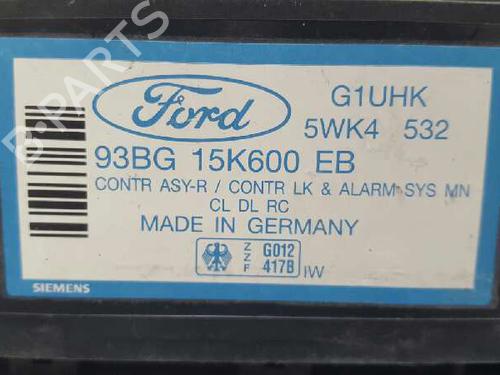 Ford
G1UHK
5WK4 532
93BG 15K600 EB
CONTR ASY-R / CONTR LK & ALARM SYS MN
CL DL RC
MADE IN GERMANY
ZZF G012
417B IW
SIEMENS